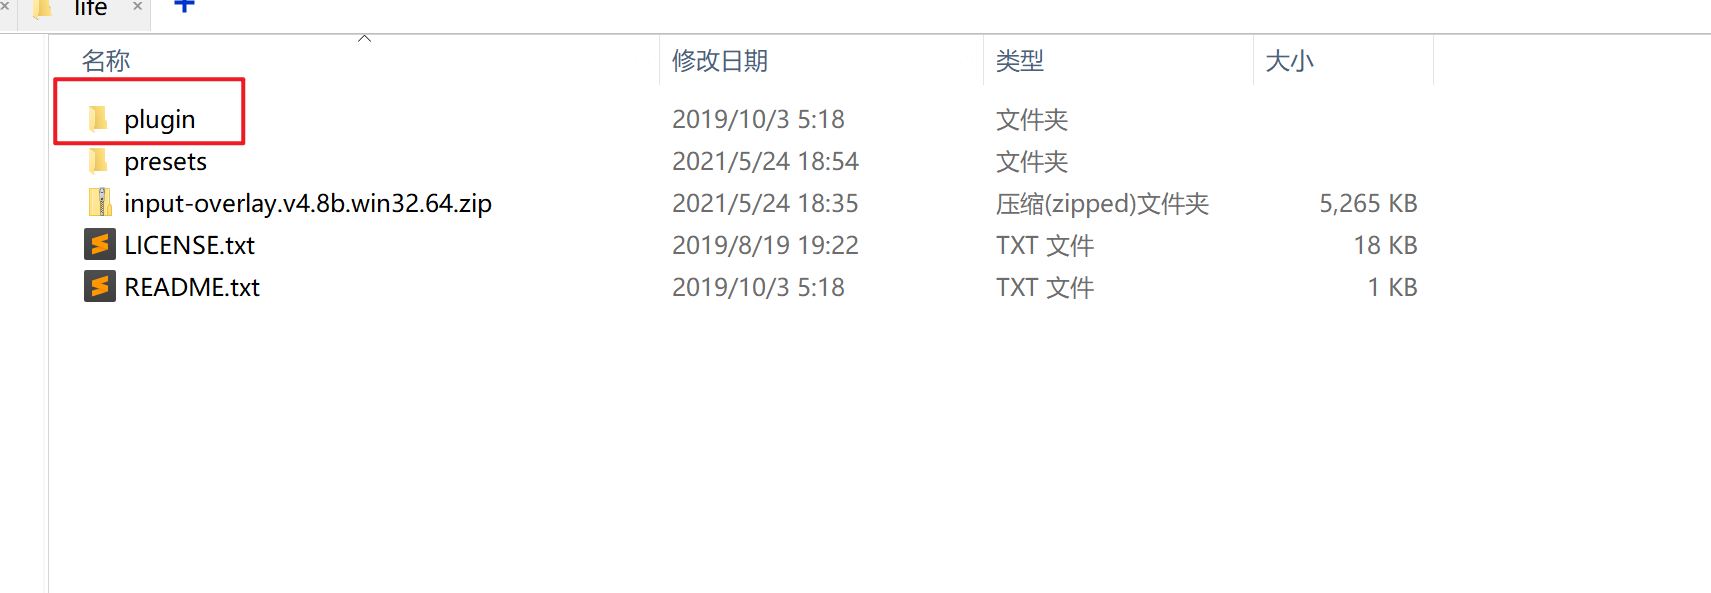 life
名称 修改日期 类型 大小
plugin 2019/10/3 5:18 文件夹
presets 2021/5/24 18:54 文件夹
input-overlay.v4.8b.win32.64.zip 2021/5/24 18:35 压缩(zipped)文件夹 5,265 KB
LICENSE.txt 2019/8/19 19:22 TXT 文件 18 KB
README.txt 2019/10/3 5:18 TXT 文件 1 KB